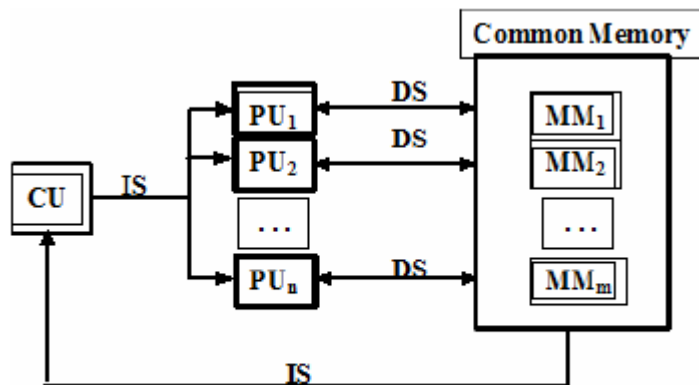 Common Memory
DS
PU1
MM1
DS
PU2
MM2
CU
IS
...
...
DS
PUn
MMm
IS